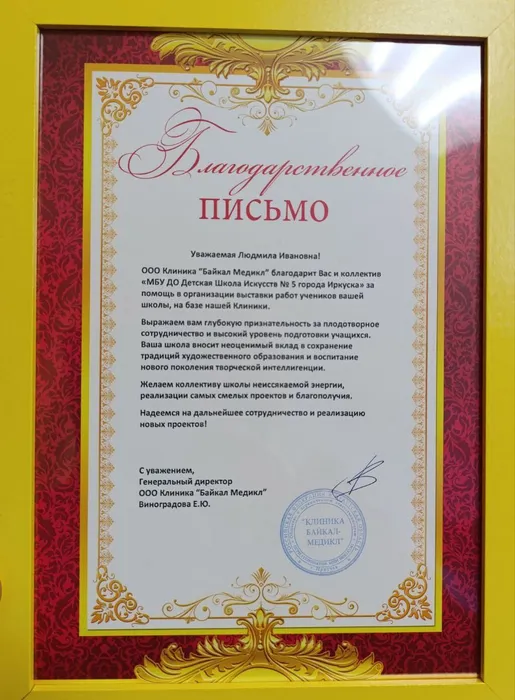 Благодарственное
ПИСЬМО
Уважаемая Людмила Ивановна!
ООО Клиника "Байкал Медикл" благодарит Вас и коллектив
«МБУ ДО Детская Школа Искусств № 5 города Иркуска» за
помощь в организации выставки работ учеников вашей
школы, на базе нашей Клиники.
Выражаем вам глубокую признательность за плодотворное
сотрудничество и высокий уровень подготовки учащихся.
Ваша школа вносит неоценимый вклад в сохранение
традиций художественного образования и воспитание
нового поколения творческой интеллигенции.
Желаем коллективу школы неиссякаемой энергии,
реализации самых смелых проектов и благополучия.
Надеемся на дальнейшее сотрудничество и реализацию
новых проектов!
С уважением,
Генеральный директор
ООО Клиника "Байкал Медикл"
Виноградова Е.Ю.
"КЛИНИКА
БАЙКАЛ-
МЕДИКЛ"